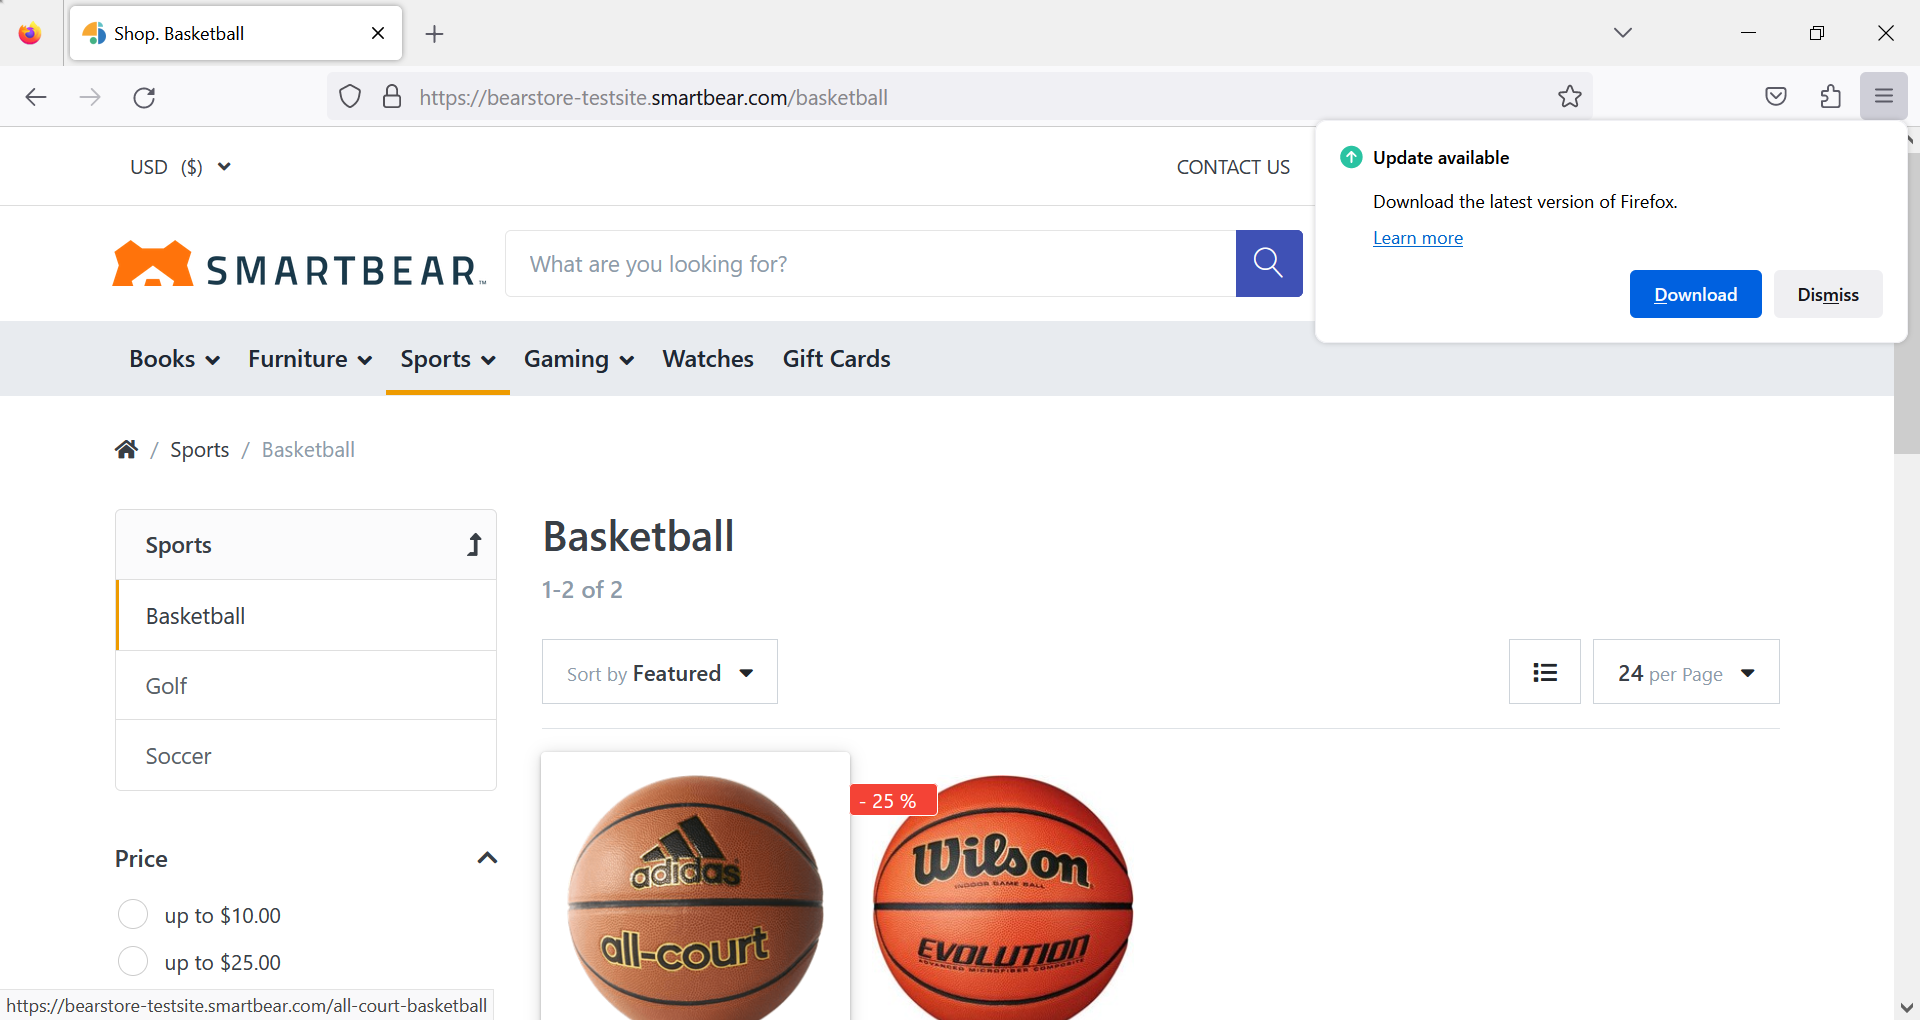 Shop. Basketball
https://bearstore-testsite.smartbear.com/basketball
Update available
Download the latest version of Firefox.
Learn more
Download
Dismiss
USD ($)
CONTACT US
SMARTBEAR™
What are you looking for?
Books
Furniture
Sports
Gaming
Watches
Gift Cards
/ Sports / Basketball
Sports
Basketball
Golf
Soccer
Price
up to $10.00
up to $25.00
Basketball
1-2 of 2
Sort by Featured
24 per Page
adidas
all-court
- 25 %
Wilson
INDOOR GAME BALL
EVOLUTION
ADVANCED MICROFIBER COMPOSITE
https://bearstore-testsite.smartbear.com/all-court-basketball